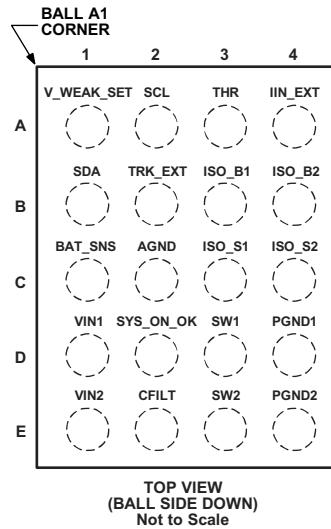 BALL A1
CORNER
1 2 3 4
V_WEAK_SET SCL THR IIN_EXT
A
SDA TRK_EXT ISO_B1 ISO_B2
B
BAT_SNS AGND ISO_S1 ISO_S2
C
VIN1 SYS_ON_OK SW1 PGND1
D
VIN2 CFILT SW2 PGND2
E
TOP VIEW
(BALL SIDE DOWN)
Not to Scale